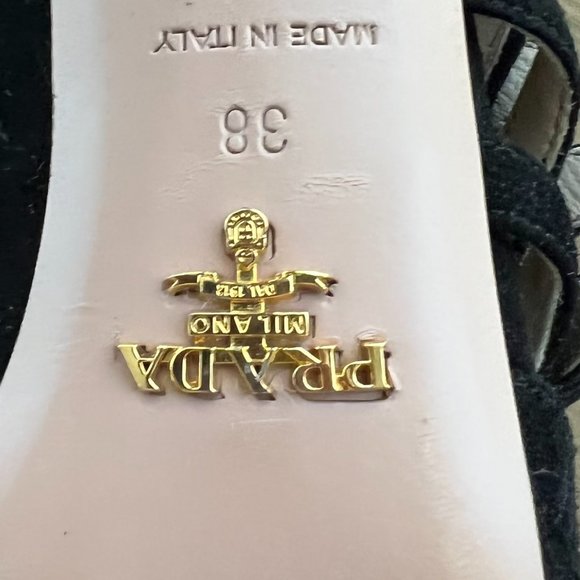 PRADA
MILANO
DAL 1913
38
MADE IN ITALY